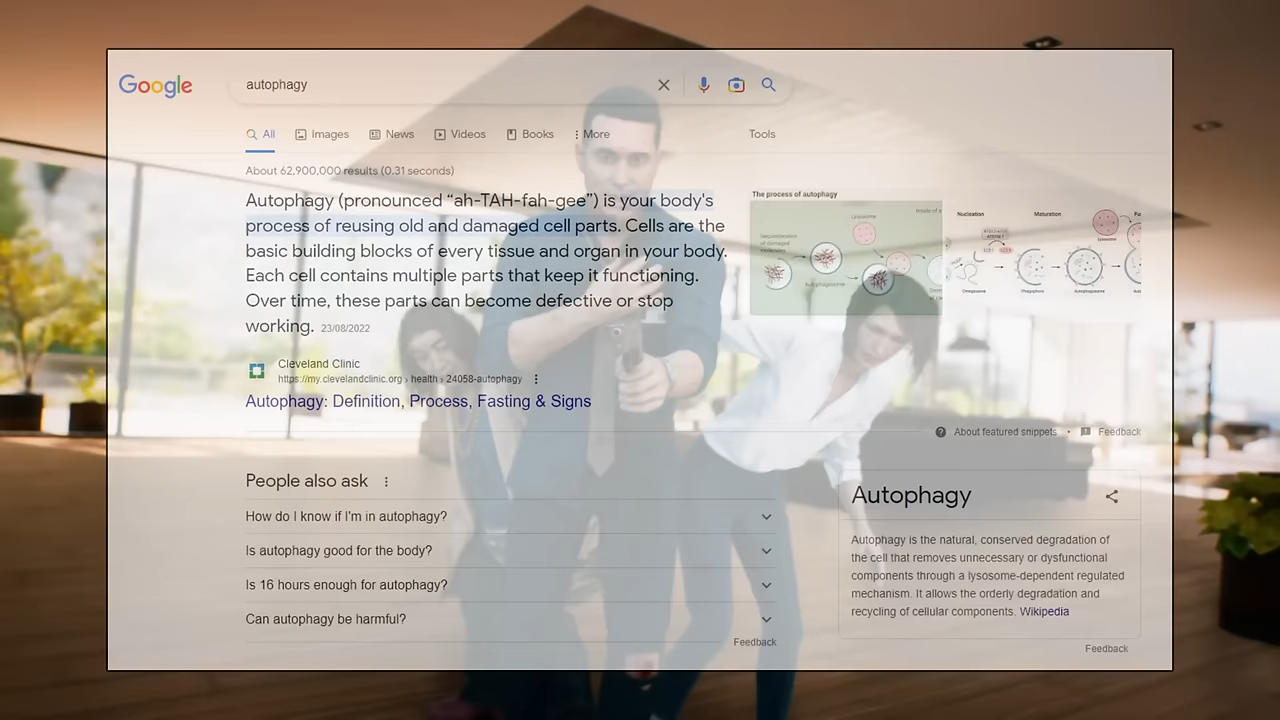 Google
autophagy
All
Images
News
Videos
Books
More
Tools
About 62,900,000 results (0.31 seconds)
Autophagy (pronounced “ah-TAH-fah-gee”) is your body's
process of reusing old and damaged cell parts. Cells are the
basic building blocks of every tissue and organ in your body.
Each cell contains multiple parts that keep it functioning.
Over time, these parts can become defective or stop
working. 23/08/2022
The process of autophagy
Lysosome
Sequestration
of damaged
Autophagosome
Nucleation
Maturation
Lysosome
Omegasome
Phagophore
Autophagosome
Cleveland Clinic
https://my.clevelandclinic.org › health › 24058-autophagy
Autophagy: Definition, Process, Fasting & Signs
About featured snippets • Feedback
People also ask
How do I know if I'm in autophagy?
Is autophagy good for the body?
Is 16 hours enough for autophagy?
Can autophagy be harmful?
Feedback
Autophagy
Autophagy is the natural, conserved degradation of
the cell that removes unnecessary or dysfunctional
components through a lysosome-dependent regulated
mechanism. It allows the orderly degradation and
recycling of cellular components. Wikipedia
Feedback